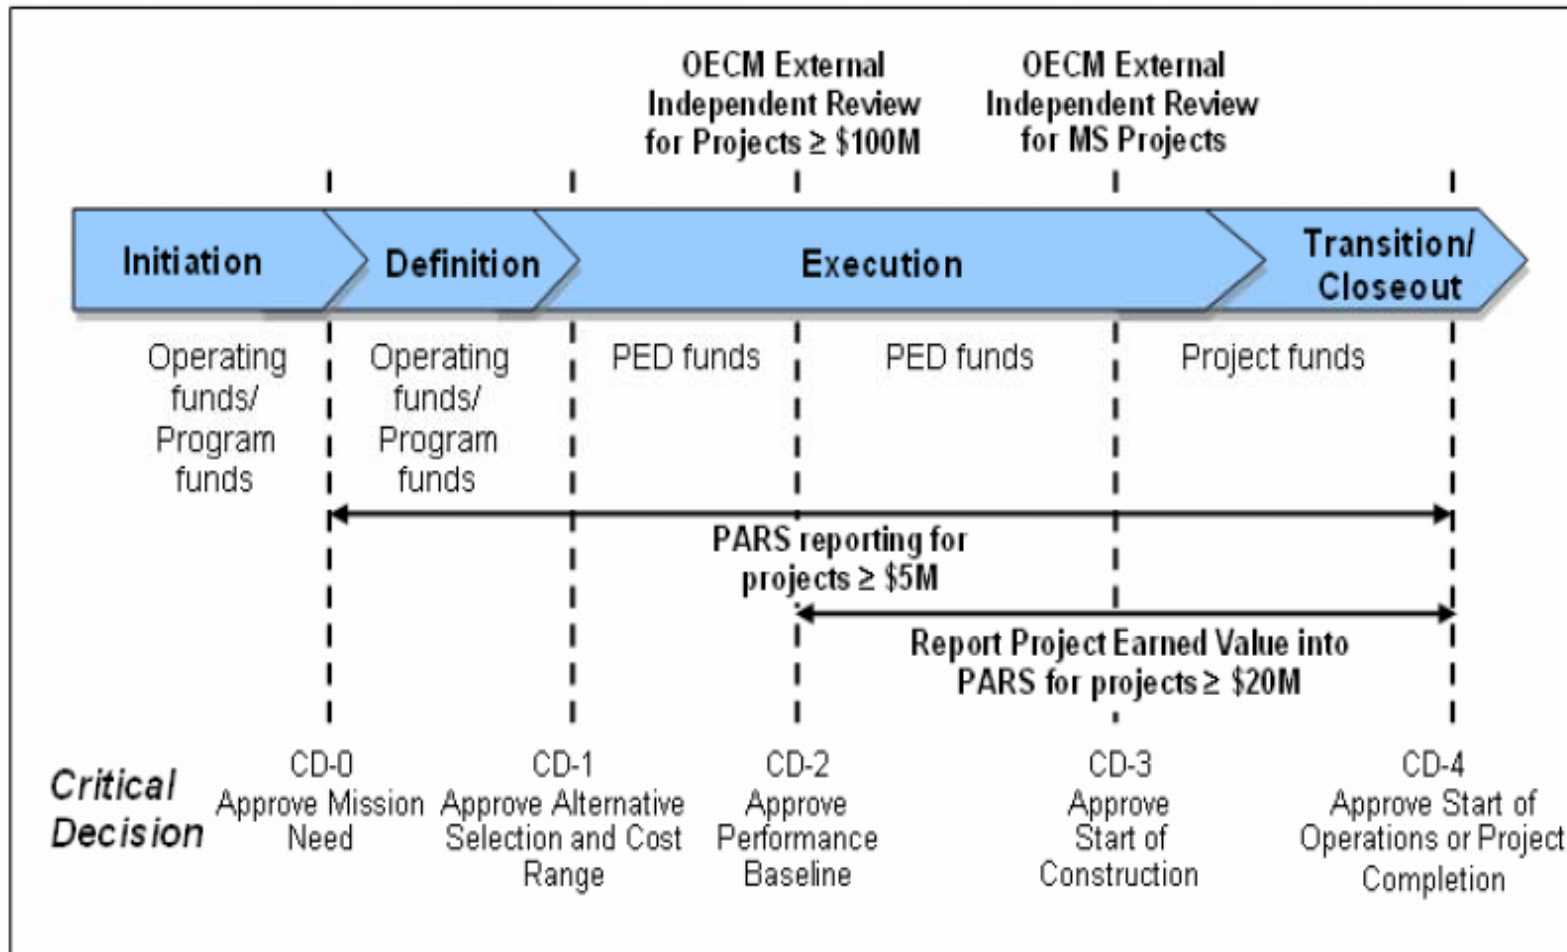 OECM External
Independent Review
for Projects ≥ $100M
OECM External
Independent Review
for MS Projects
Initiation
Definition
Execution
Transition/
Closeout
Operating
funds/
Program
funds
Operating
funds/
Program
funds
PED funds
PED funds
Project funds
PARS reporting for
projects ≥ $5M
Report Project Earned Value into
PARS for projects ≥ $20M
Critical
Decision
CD-0
Approve Mission
Need
CD-1
Approve Alternative
Selection and Cost
Range
CD-2
Approve
Performance
Baseline
CD-3
Approve
Start of
Construction
CD-4
Approve Start of
Operations or Project
Completion